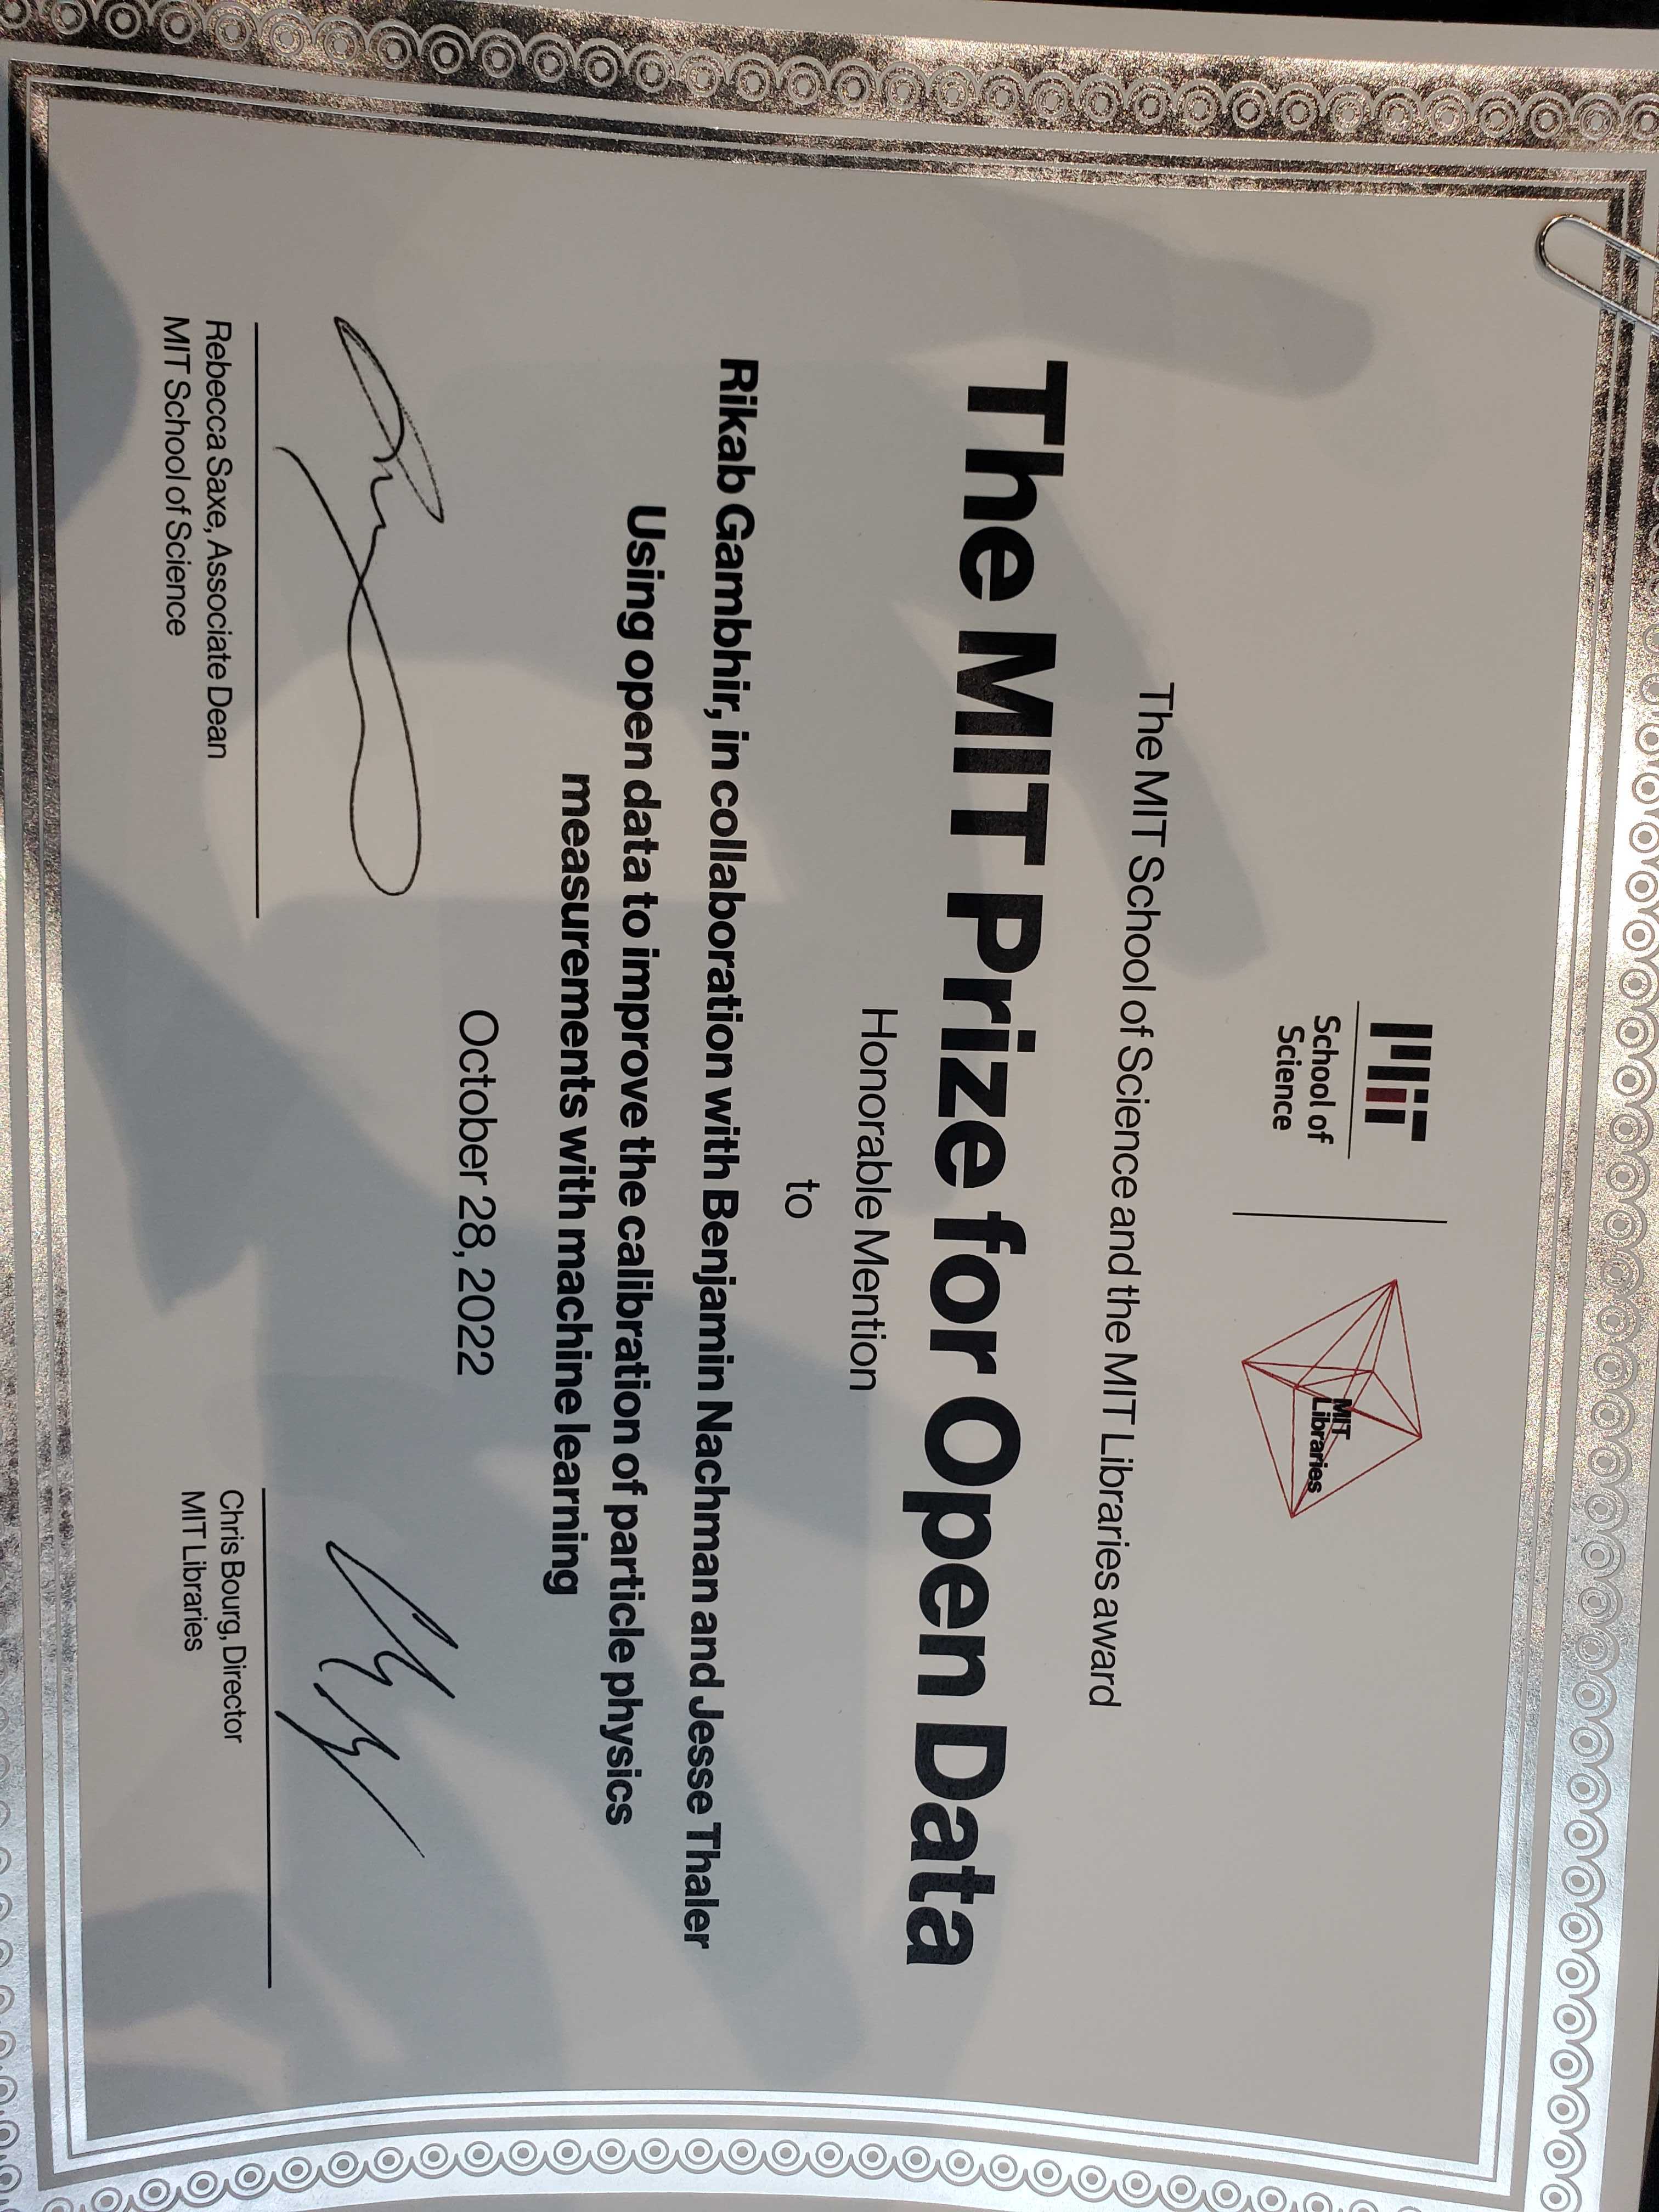 MIT
School of
Science
MIT
Libraries
The MIT School of Science and the MIT Libraries award
The MIT Prize for Open Data
Honorable Mention
to
Rikab Gambhir, in collaboration with Benjamin Nachman and Jesse Thaler
Using open data to improve the calibration of particle physics
measurements with machine learning
October 28, 2022
Rebecca Saxe, Associate Dean
MIT School of Science
Chris Bourg, Director
MIT Libraries